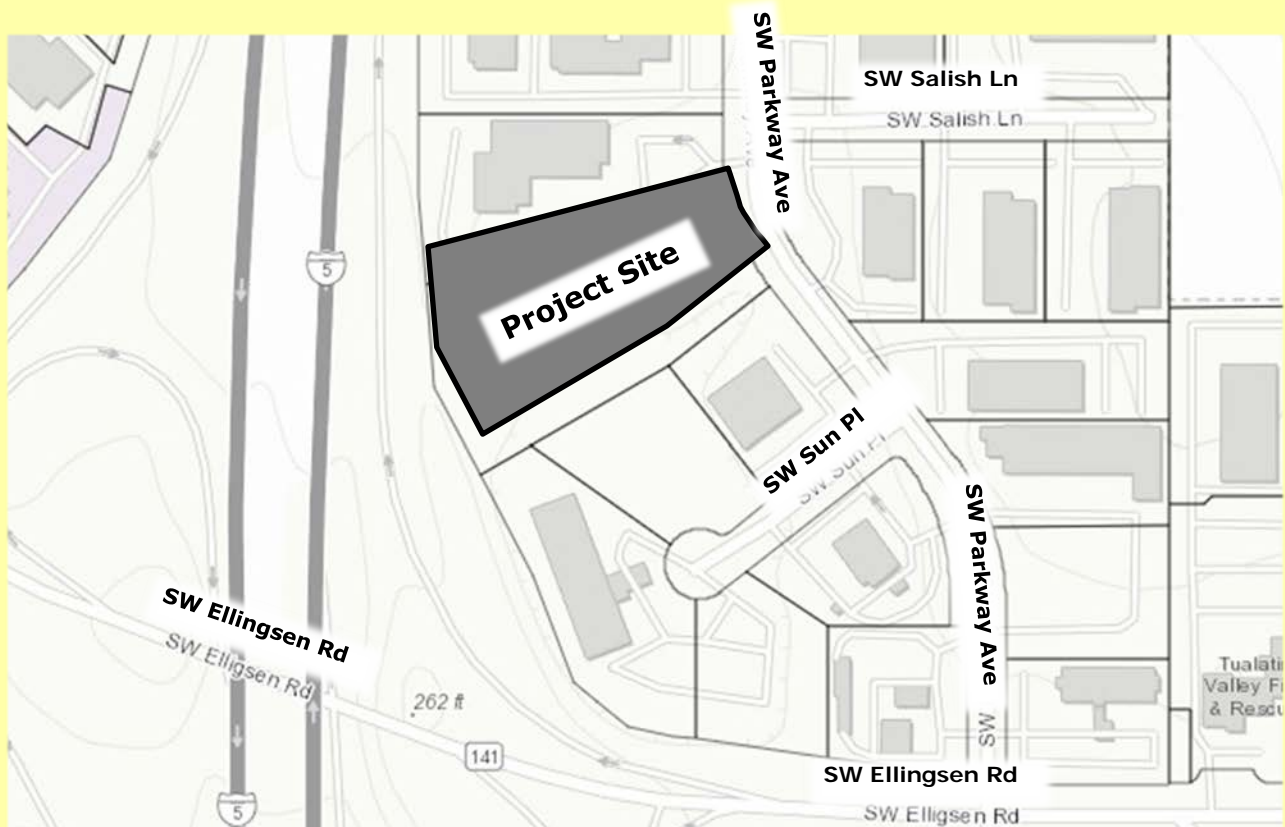 SW Parkway Ave
SW Salish Ln
SW Salish Ln
5
Project Site
SW Sun Pl
SW Sun Pl
SW Parkway Ave
SW Ellingsen Rd
SW Elligsen Rd
262 ft
141
Tualati
Valley Fi
& Rescu
SW
SW Ellingsen Rd
5
SW Elligsen Rd